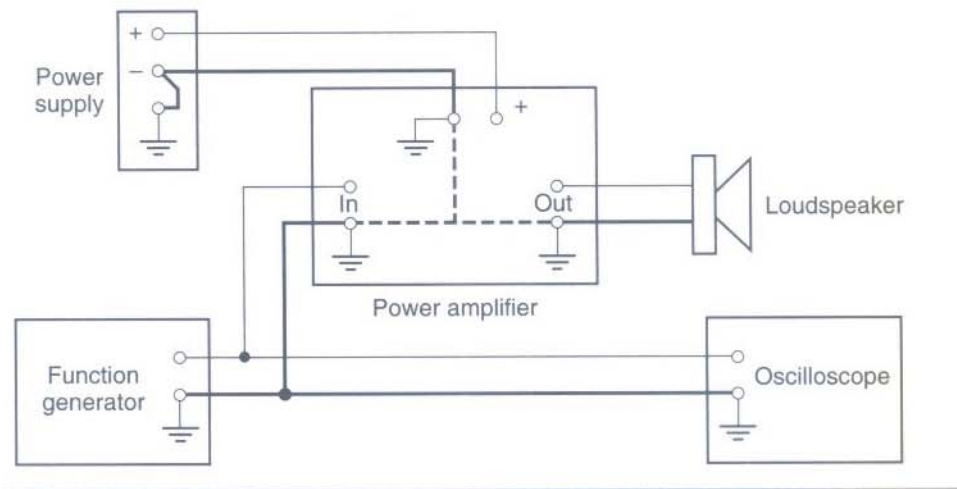 +
Power
supply
–
+
In
Out
Loudspeaker
Power amplifier
Function
generator
Oscilloscope